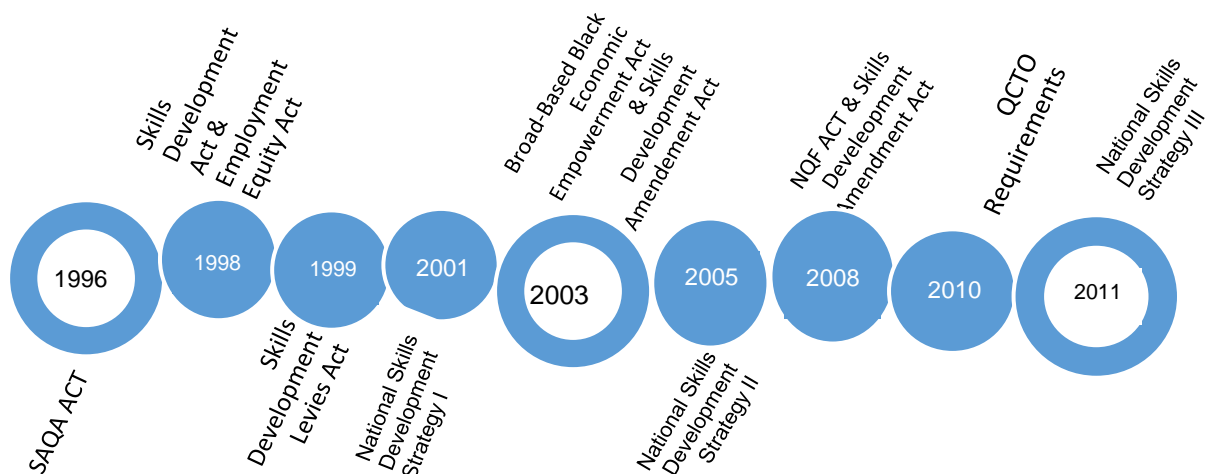 1996
SAQA ACT
1998
Skills
Development
Act &
Employment
Equity Act
1999
Skills
Development
Levies Act
2001
National Skills
Development
Strategy I
2003
Broad-Based Black
Economic
Empowerment Act
& Skills
Development
Amendement Act
2005
National Skills
Development
Strategy II
2008
NQF ACT & Skills
Develeopment
Amendment Act
2010
QCTO
Requirements
2011
National Skills
Development
Strategy III